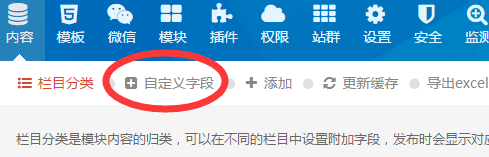 内容 模板 微信 模块 插件 权限 站群 设置 安全 监测
栏目分类 自定义字段 添加 更新缓存 导出excel
栏目分类是模块内容的归类，可以在不同的栏目中设置附加字段，发布时会显示对应